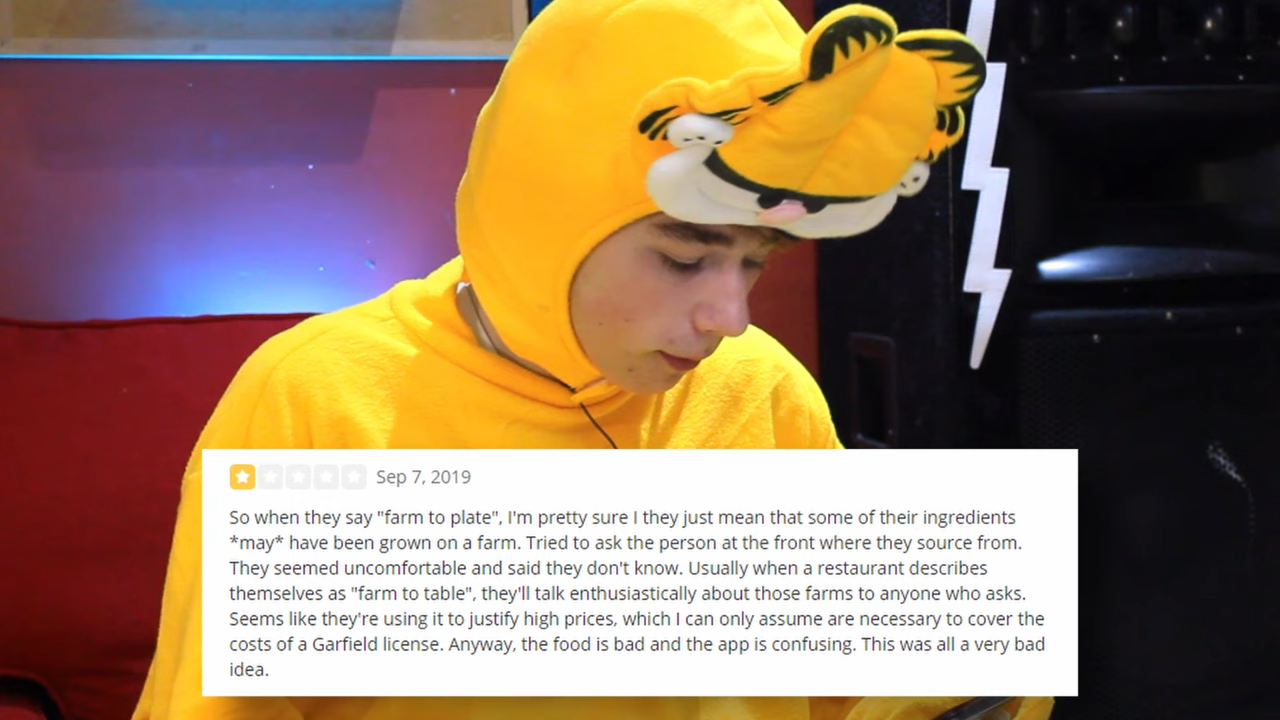 Sep 7, 2019
So when they say "farm to plate", I'm pretty sure I they just mean that some of their ingredients
*may* have been grown on a farm. Tried to ask the person at the front where they source from.
They seemed uncomfortable and said they don't know. Usually when a restaurant describes
themselves as "farm to table", they'll talk enthusiastically about those farms to anyone who asks.
Seems like they're using it to justify high prices, which I can only assume are necessary to cover the
costs of a Garfield license. Anyway, the food is bad and the app is confusing. This was all a very bad
idea.